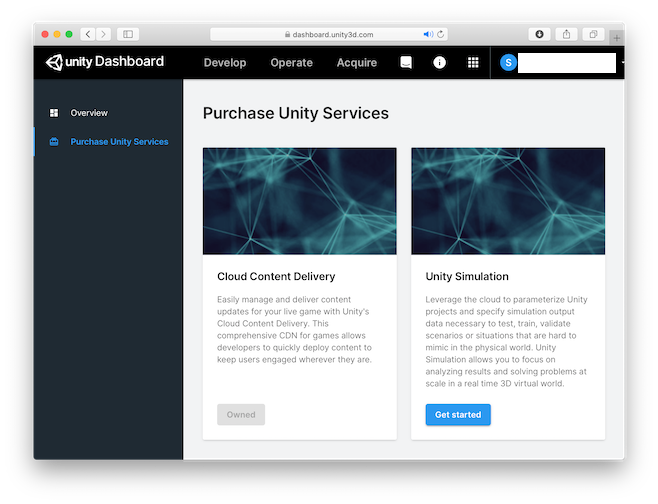 dashboard.unity3d.com
unity Dashboard
Develop
Operate
Acquire
S
Overview
Purchase Unity Services
Purchase Unity Services
Cloud Content Delivery
Easily manage and deliver content
updates for your live game with Unity's
Cloud Content Delivery. This
comprehensive CDN for games allows
developers to quickly deploy content to
keep users engaged wherever they are.
Owned
Unity Simulation
Leverage the cloud to parameterize Unity
projects and specify simulation output
data necessary to test, train, validate
scenarios or situations that are hard to
mimic in the physical world. Unity
Simulation allows you to focus on
analyzing results and solving problems at
scale in a real time 3D virtual world.
Get started